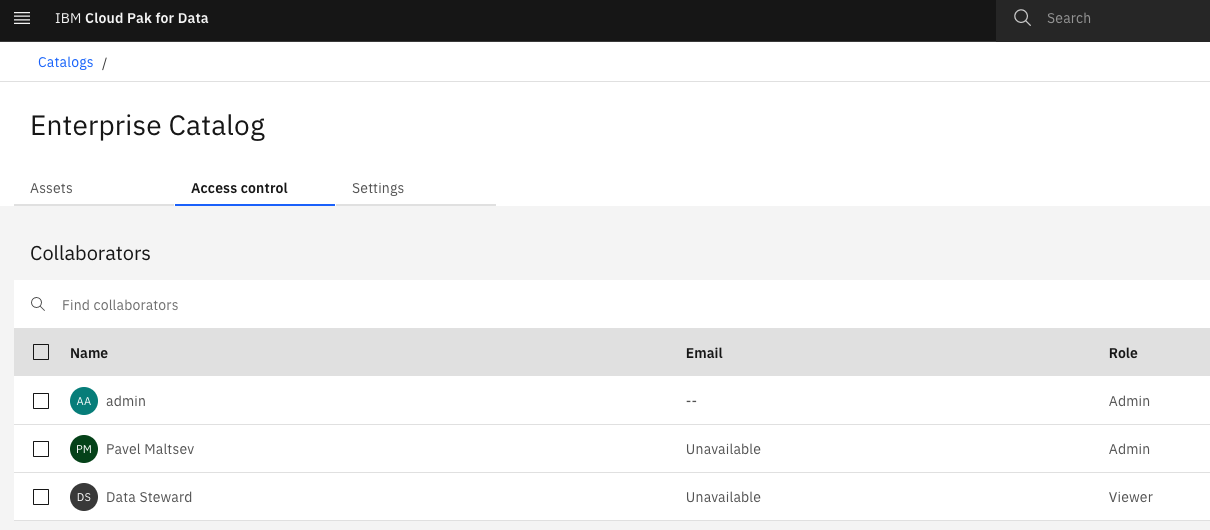 IBM Cloud Pak for Data
Search
Catalogs /
Enterprise Catalog
Assets Access control Settings
Collaborators
Find collaborators
Name Email Role
AA admin -- Admin
PM Pavel Maltsev Unavailable Admin
DS Data Steward Unavailable Viewer